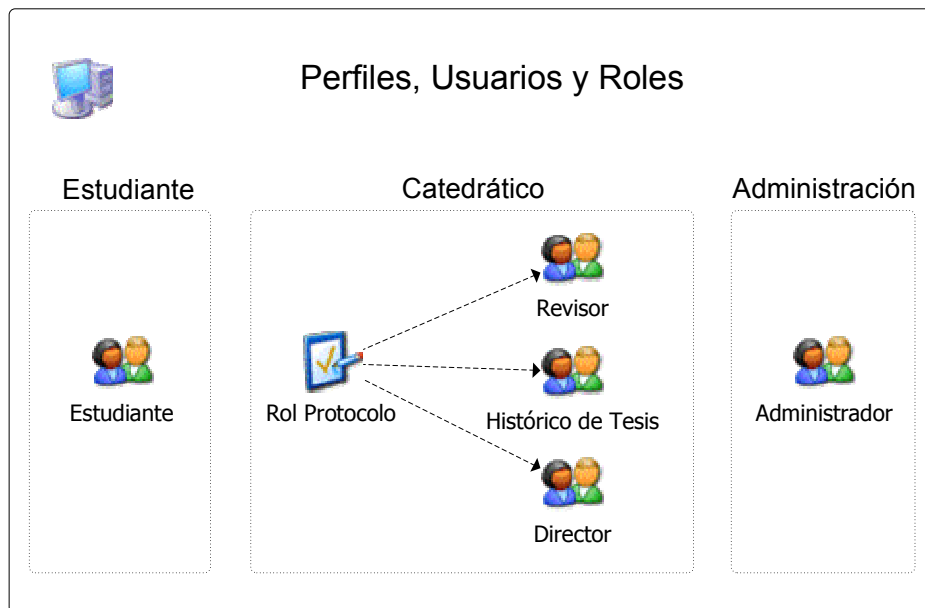 Perfiles, Usuarios y Roles
Estudiante
Catedrático
Administración
Revisor
Estudiante
Rol Protocolo
Histórico de Tesis
Administrador
Director